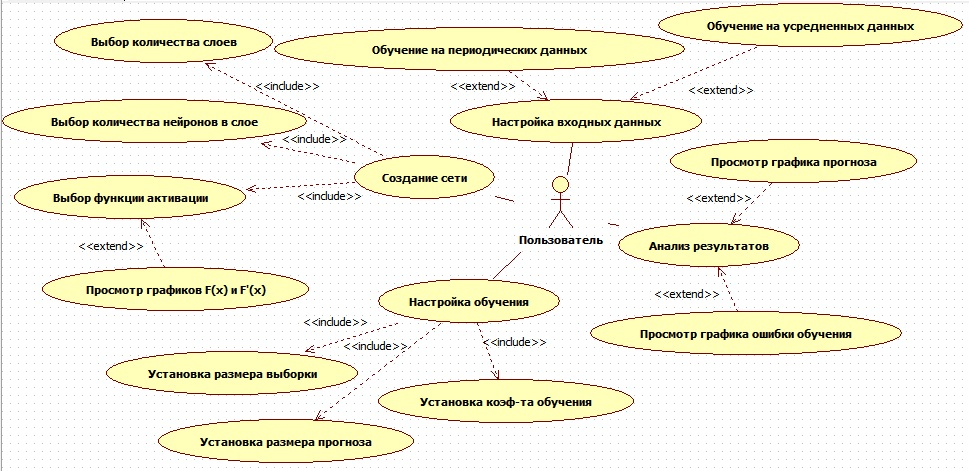 Обучение на усредненных данных
Выбор количества слоев
Обучение на периодических данных
<<include>>
<<extend>>
<<extend>>
Выбор количества нейронов в слое
Настройка входных данных
<<include>>
Просмотр графика прогноза
Создание сети
Выбор функции активации
<<include>>
<<extend>>
Пользователь
<<extend>>
Анализ результатов
Просмотр графиков F(x) и F'(x)
Настройка обучения
<<extend>>
<<include>>
<<include>>
<<include>>
Просмотр графика ошибки обучения
Установка размера выборки
Установка коэф-та обучения
Установка размера прогноза